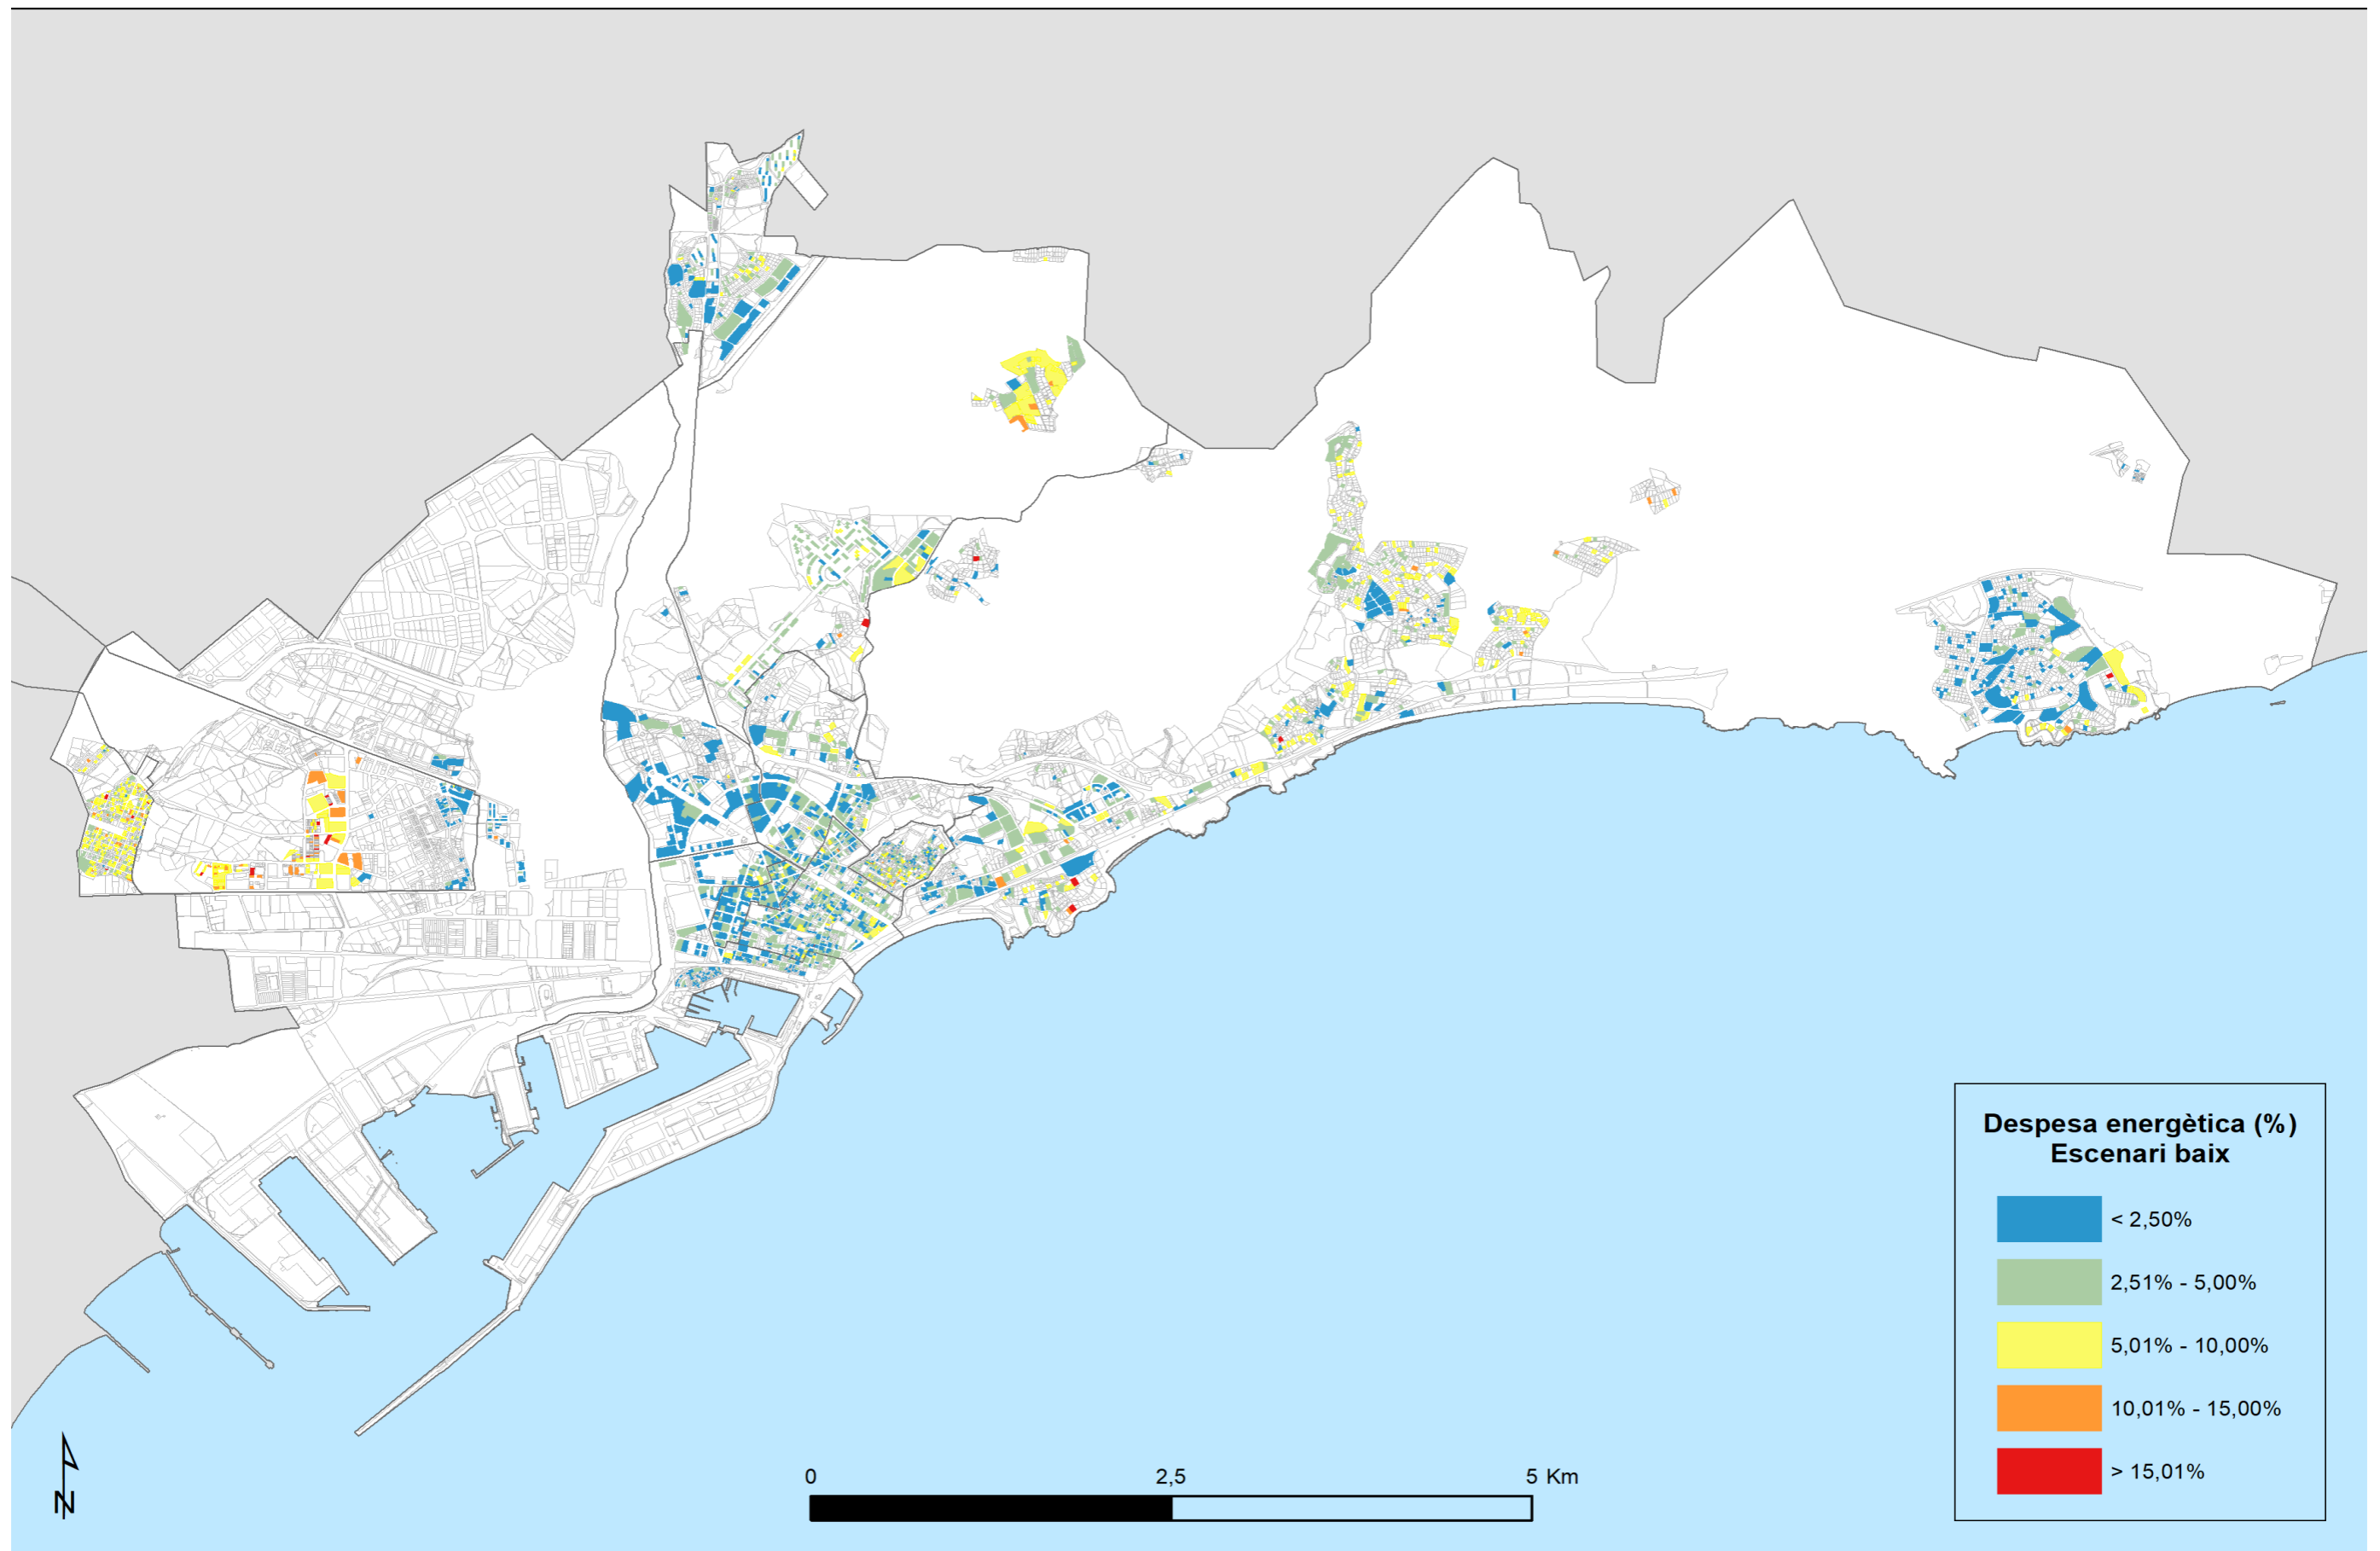 Despesa energètica (%)
Escenari baix
< 2,50%
2,51% - 5,00%
5,01% - 10,00%
10,01% - 15,00%
> 15,01%
0 2,5 5 Km
N